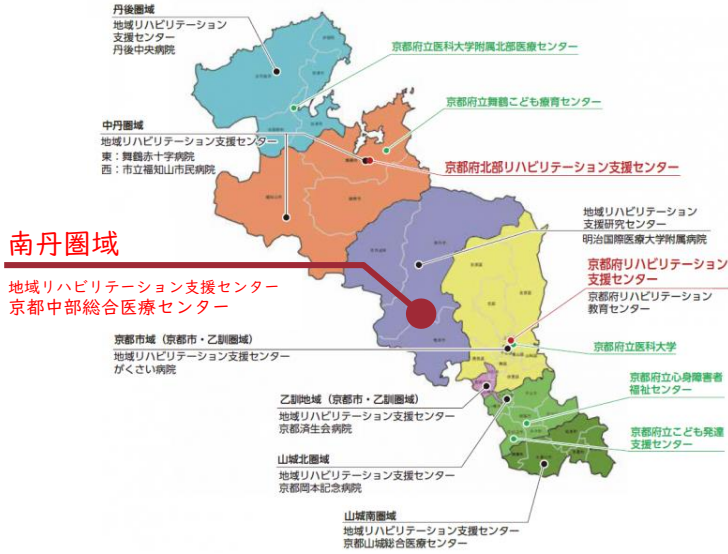 丹後圏域
地域リハビリテーション
支援センター
丹後中央病院
京都府立医科大学附属北部医療センター
京都府立舞鶴こども療育センター
中丹圏域
地域リハビリテーション支援センター
東：舞鶴赤十字病院
西：市立福知山市民病院
京都府北部リハビリテーション支援センター
地域リハビリテーション
支援研究センター
明治国際医療大学附属病院
南丹圏域
地域リハビリテーション支援センター
京都中部総合医療センター
京都府リハビリテーション
支援センター
京都府リハビリテーション
教育センター
京都市域（京都市・乙訓圏域）
地域リハビリテーション支援センター
がくさい病院
京都府立医科大学
乙訓地域（京都市・乙訓圏域）
地域リハビリテーション支援センター
京都済生会病院
京都府立心身障害者
福祉センター
京都府立こども発達
支援センター
山城北圏域
地域リハビリテーション支援センター
京都岡本記念病院
山城南圏域
地域リハビリテーション支援センター
京都山城総合医療センター